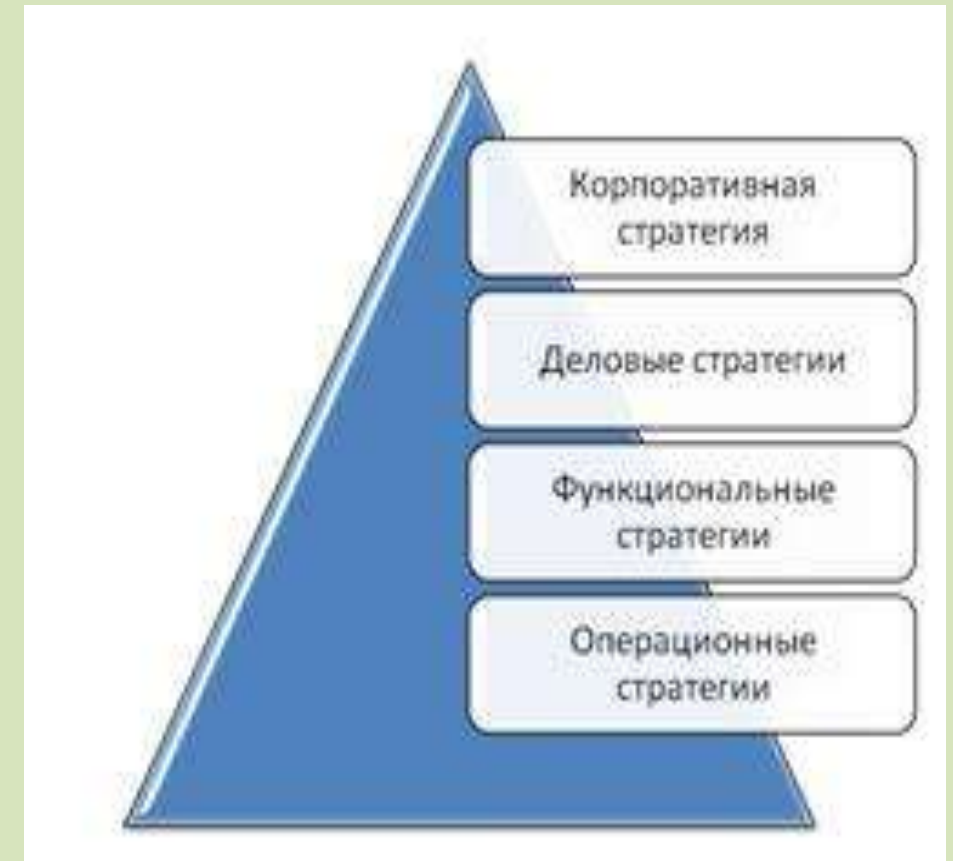 Корпоративная
стратегия
Деловые стратегии
Функциональные
стратегии
Операционные
стратегии